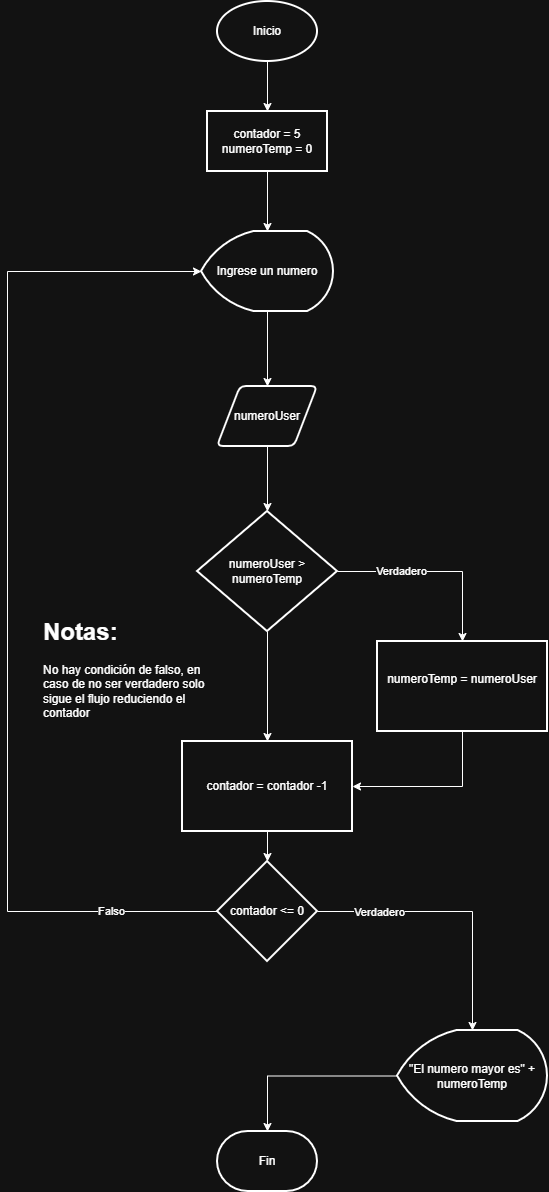 Inicio
contador = 5
numeroTemp = 0
Ingrese un numero
numeroUser
numeroUser >
numeroTemp
Verdadero
Notas:
No hay condición de falso, en
caso de no ser verdadero solo
sigue el flujo reduciendo el
contador
numeroTemp = numeroUser
contador = contador -1
Falso
contador <= 0
Verdadero
"El numero mayor es" +
numeroTemp
Fin